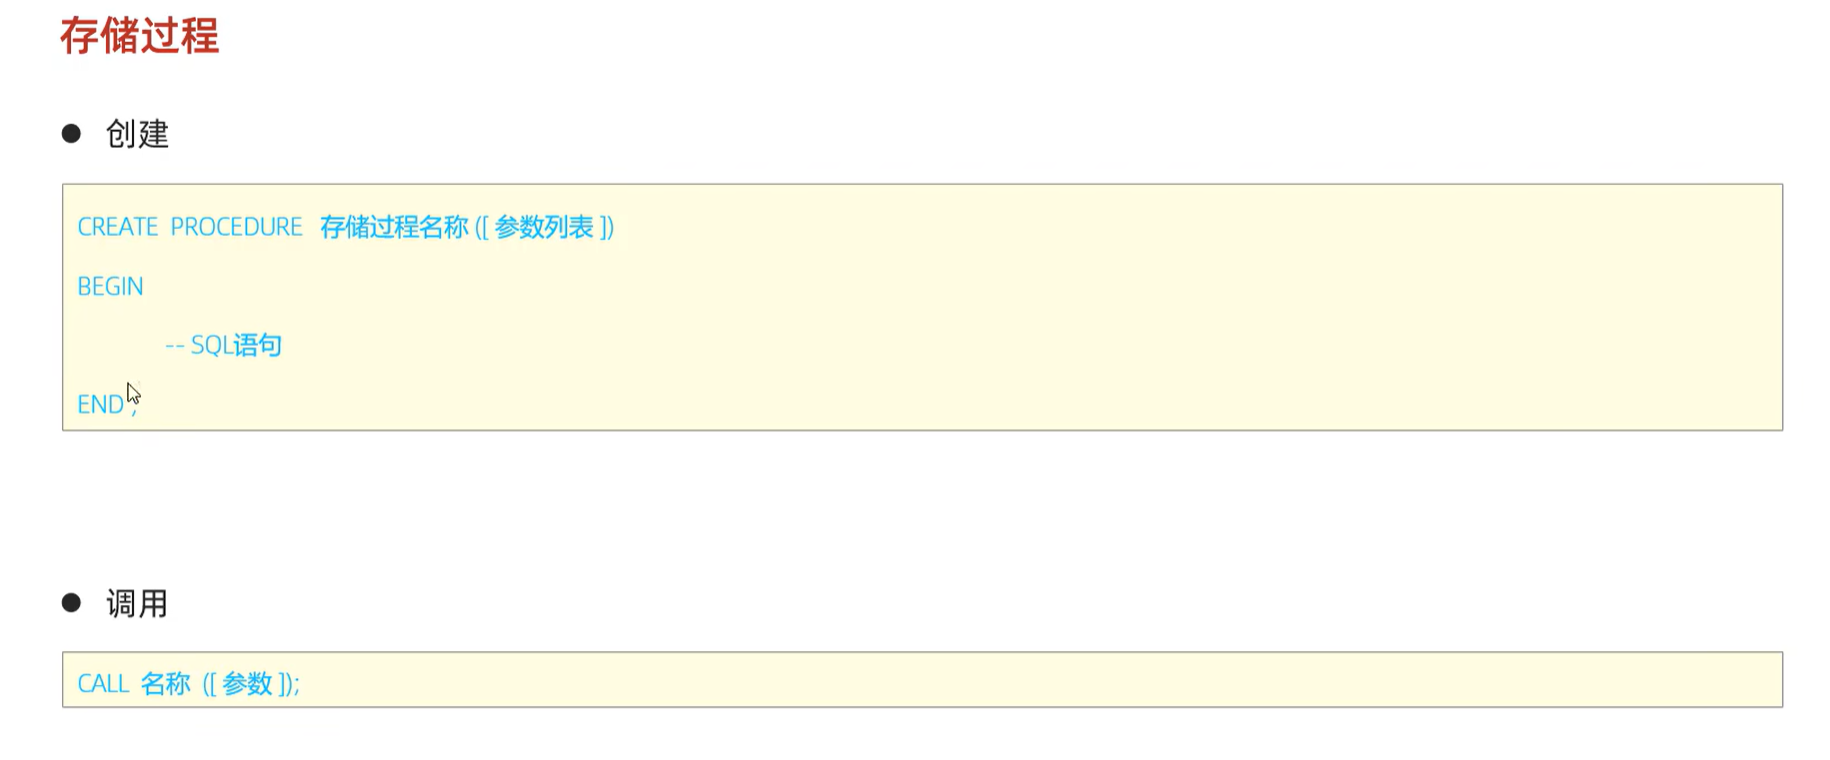 存储过程
● 创建
CREATE PROCEDURE 存储过程名称 ([ 参数列表 ])
BEGIN
-- SQL语句
END ;
● 调用
CALL 名称 ([ 参数 ]);